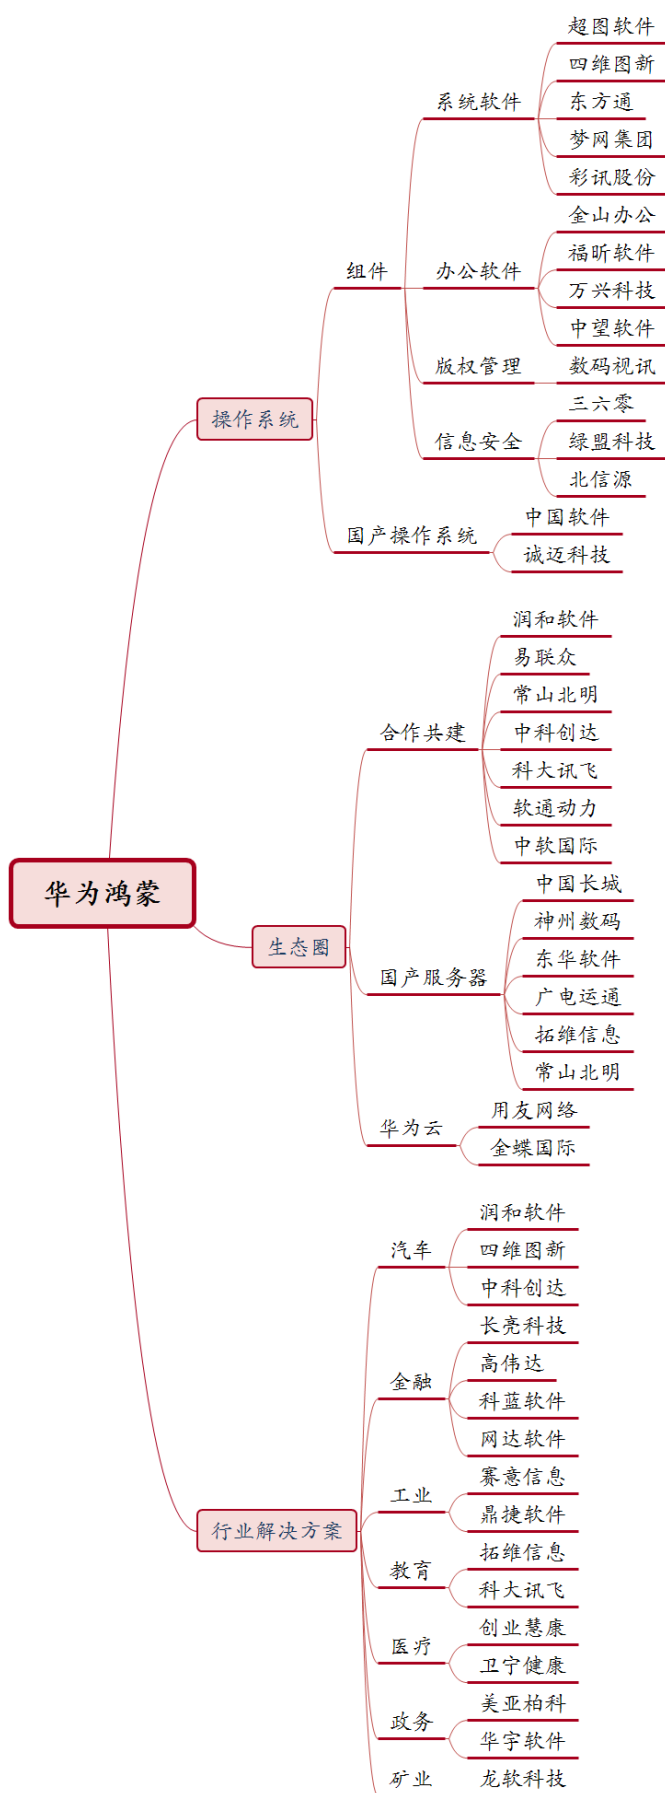 华为鸿蒙
操作系统
组件
系统软件
超图软件
四维图新
东方通
梦网集团
彩讯股份
办公软件
金山办公
福昕软件
万兴科技
中望软件
版权管理
数码视讯
信息安全
三六零
绿盟科技
北信源
国产操作系统
中国软件
诚迈科技
生态圈
合作共建
润和软件
易联众
常山北明
中科创达
科大讯飞
软通动力
中软国际
国产服务器
中国长城
神州数码
东华软件
广电运通
拓维信息
常山北明
华为云
用友网络
金蝶国际
行业解决方案
汽车
润和软件
四维图新
中科创达
金融
长亮科技
高伟达
科蓝软件
网达软件
工业
赛意信息
鼎捷软件
教育
拓维信息
科大讯飞
医疗
创业慧康
卫宁健康
政务
美亚柏科
华宇软件
矿业
龙软科技